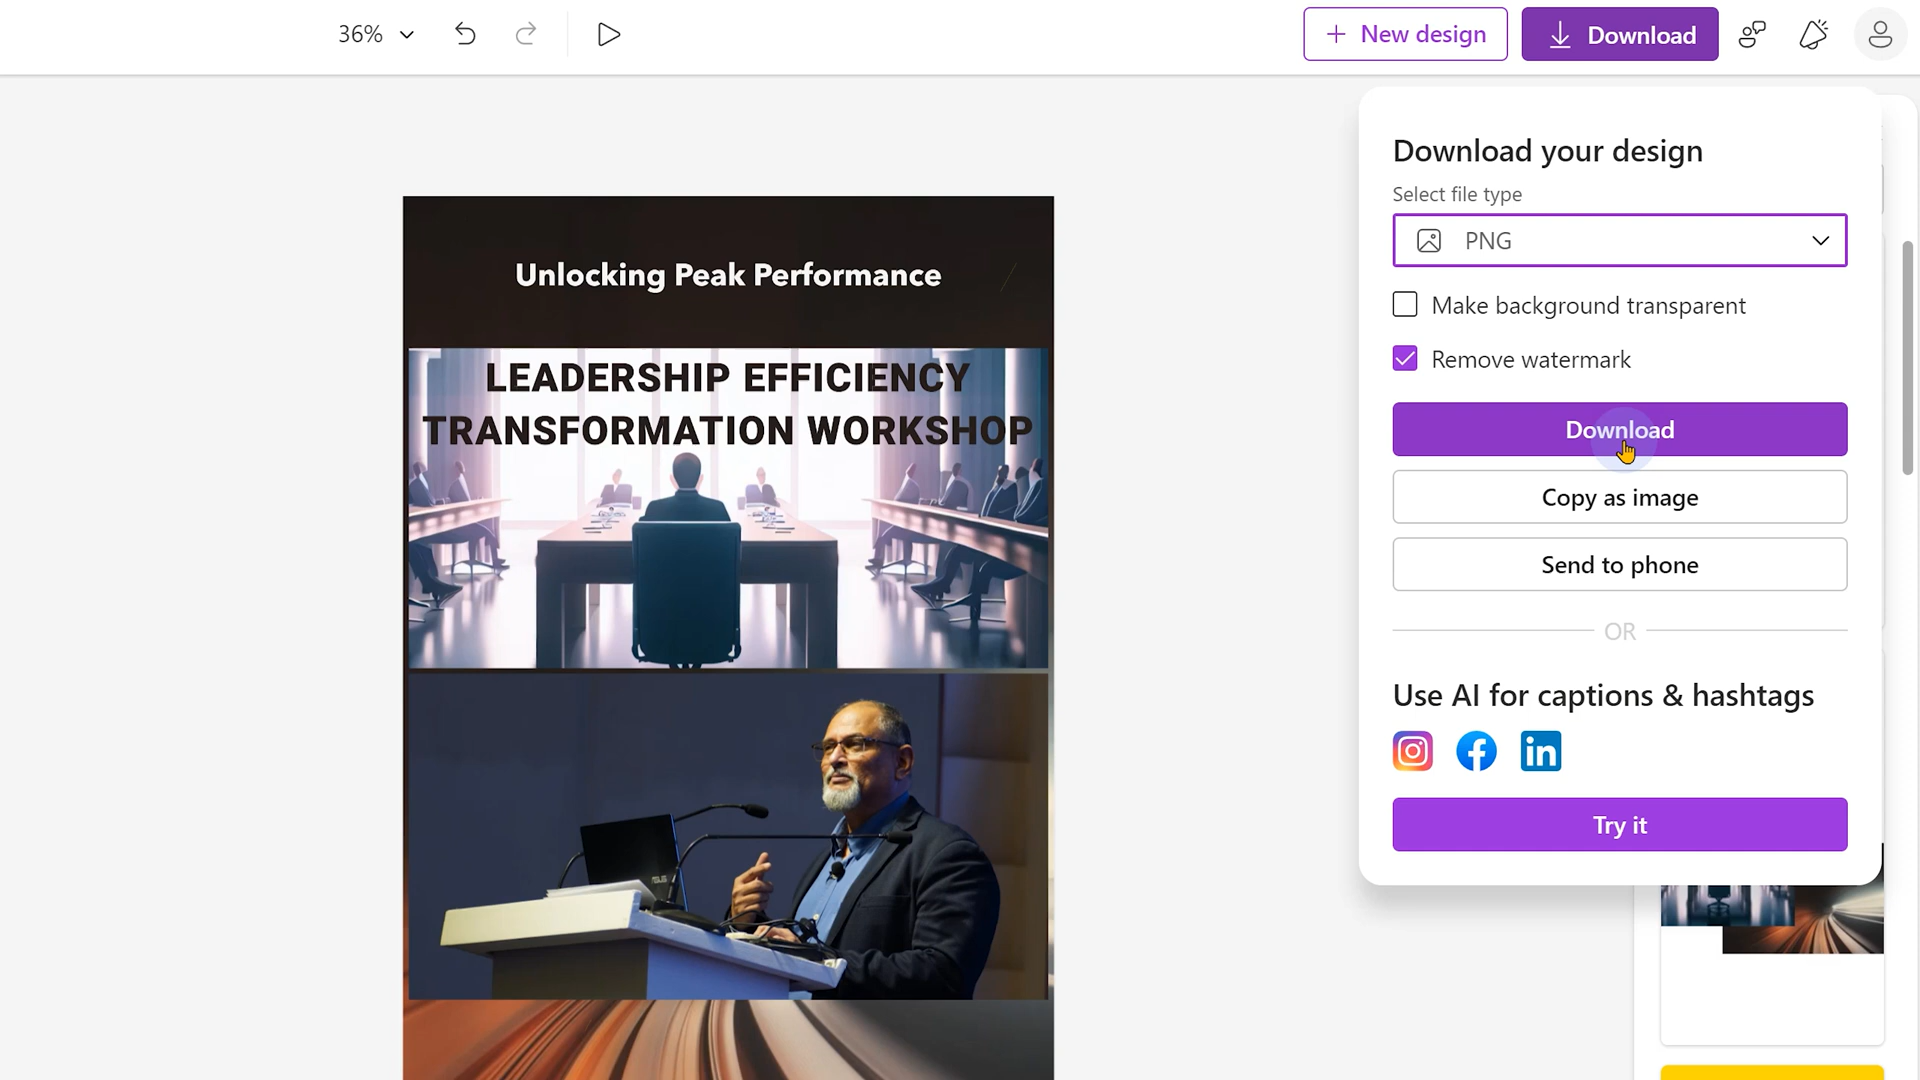 36%
New design
Download
Download your design
Select file type
PNG
Make background transparent
Remove watermark
Download
Copy as image
Send to phone
OR
Use AI for captions & hashtags
in
Try it
Unlocking Peak Performance
LEADERSHIP EFFICIENCY
TRANSFORMATION WORKSHOP
ASUS